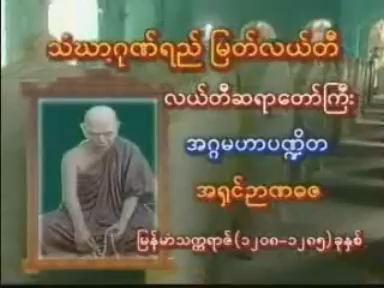 သံဃာ့ဂုဏ်ရည် မြတ်လယ်တီ
လယ်တီဆရာတော်ကြီး
အဂ္ဂမဟာပဏ္ဍိတ
အရှင်ဉာဏဓဇ
မြန်မာသက္ကရာဇ်(၁၂၀၈-၁၂၈၅)ခုနှစ်